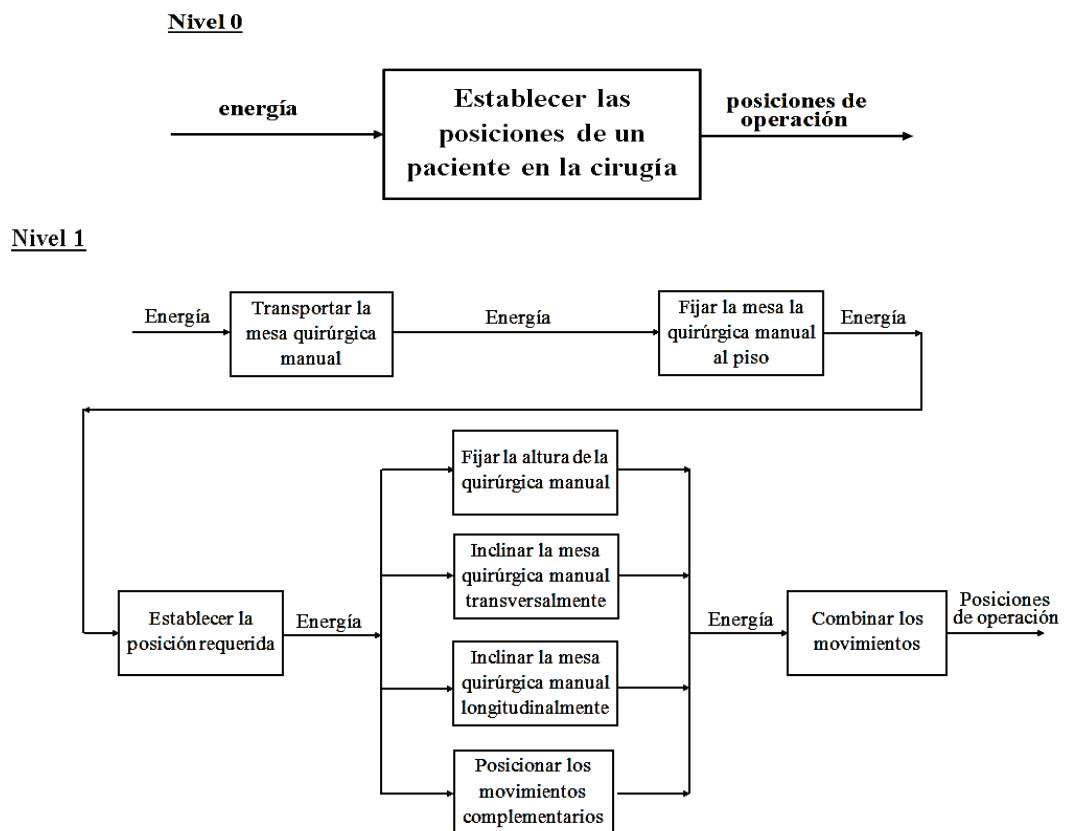 Nivel 0
energía
Establecer las
posiciones de un
paciente en la cirugía
posiciones de
operación
Nivel 1
Energía
Transportar la
mesa quirúrgica
manual
Energía
Fijar la mesa la
quirúrgica manual
al piso
Energía
Fijar la altura de la
quirúrgica manual
Inclinar la mesa
quirúrgica manual
transversalmente
Establecer la
posición requerida
Energía
Inclinar la mesa
quirúrgica manual
longitudinalmente
Posicionar los
movimientos
complementarios
Energía
Combinar los
movimientos
Posiciones
de operación